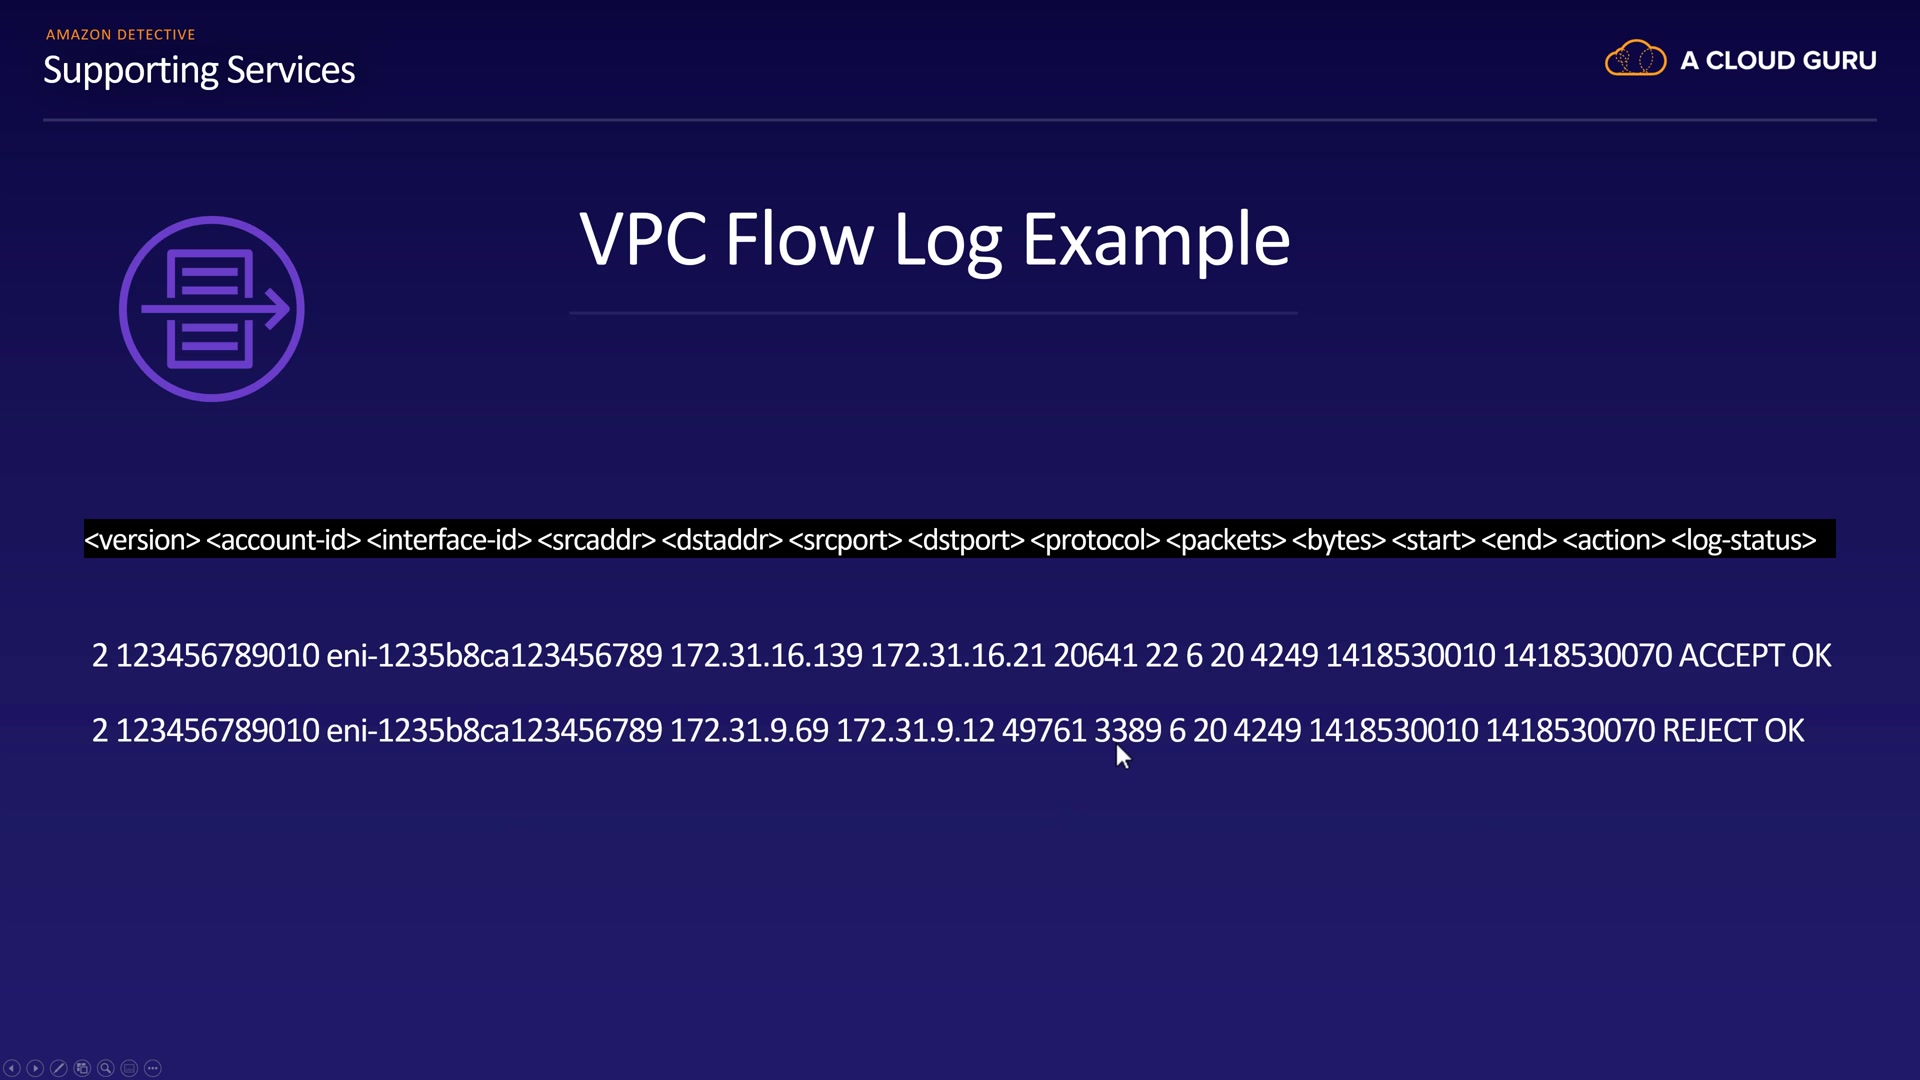 AMAZON DETECTIVE
Supporting Services
A CLOUD GURU
VPC Flow Log Example
<version> <account-id> <interface-id> <srcaddr> <dstaddr> <srcport> <dstport> <protocol> <packets> <bytes> <start> <end> <action> <log-status>
2 123456789010 eni-1235b8ca123456789 172.31.16.139 172.31.16.21 20641 22 6 20 4249 1418530010 1418530070 ACCEPT OK
2 123456789010 eni-1235b8ca123456789 172.31.9.69 172.31.9.12 49761 3389 6 20 4249 1418530010 1418530070 REJECT OK